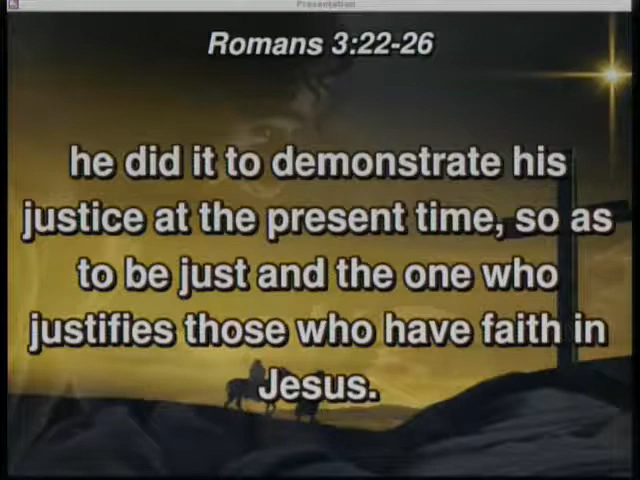 Presentation
Romans 3:22-26
he did it to demonstrate his
justice at the present time, so as
to be just and the one who
justifies those who have faith in
Jesus.